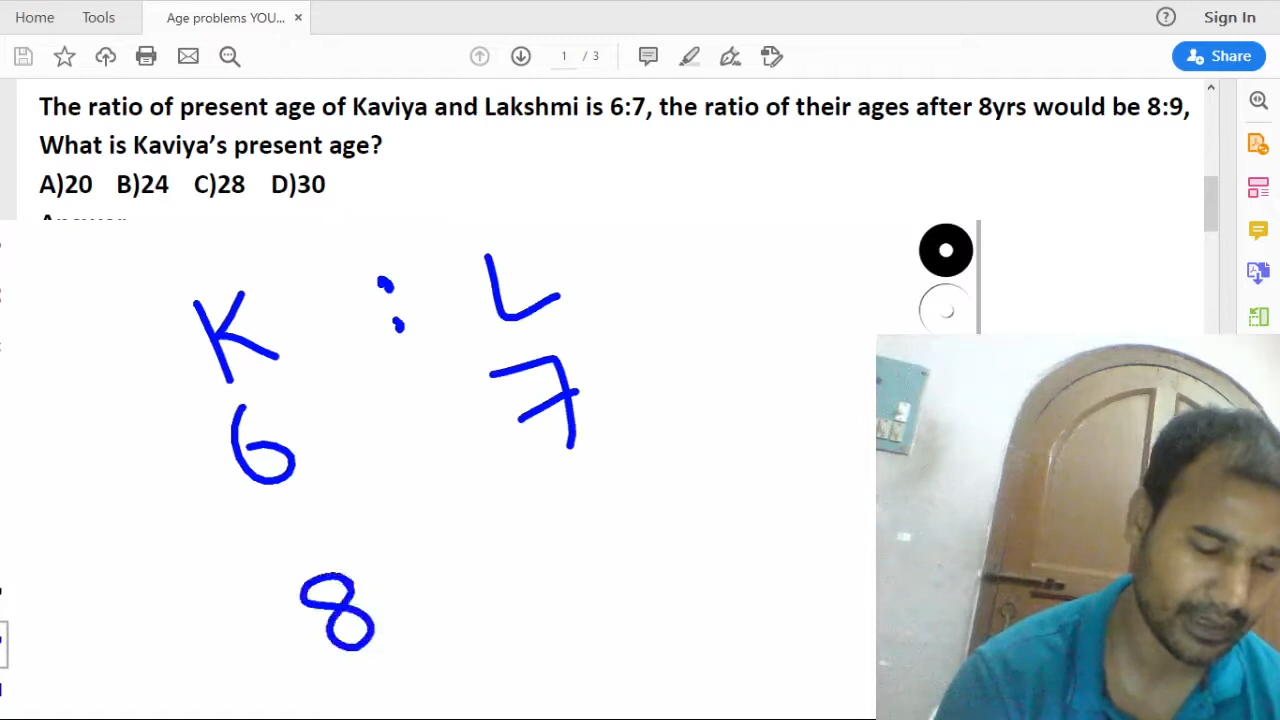 Home Tools Age problems YOU... × Sign In
1 / 3 Share
The ratio of present age of Kaviya and Lakshmi is 6:7, the ratio of their ages after 8yrs would be 8:9,
What is Kaviya’s present age?
A)20 B)24 C)28 D)30
K : L
6 7
8